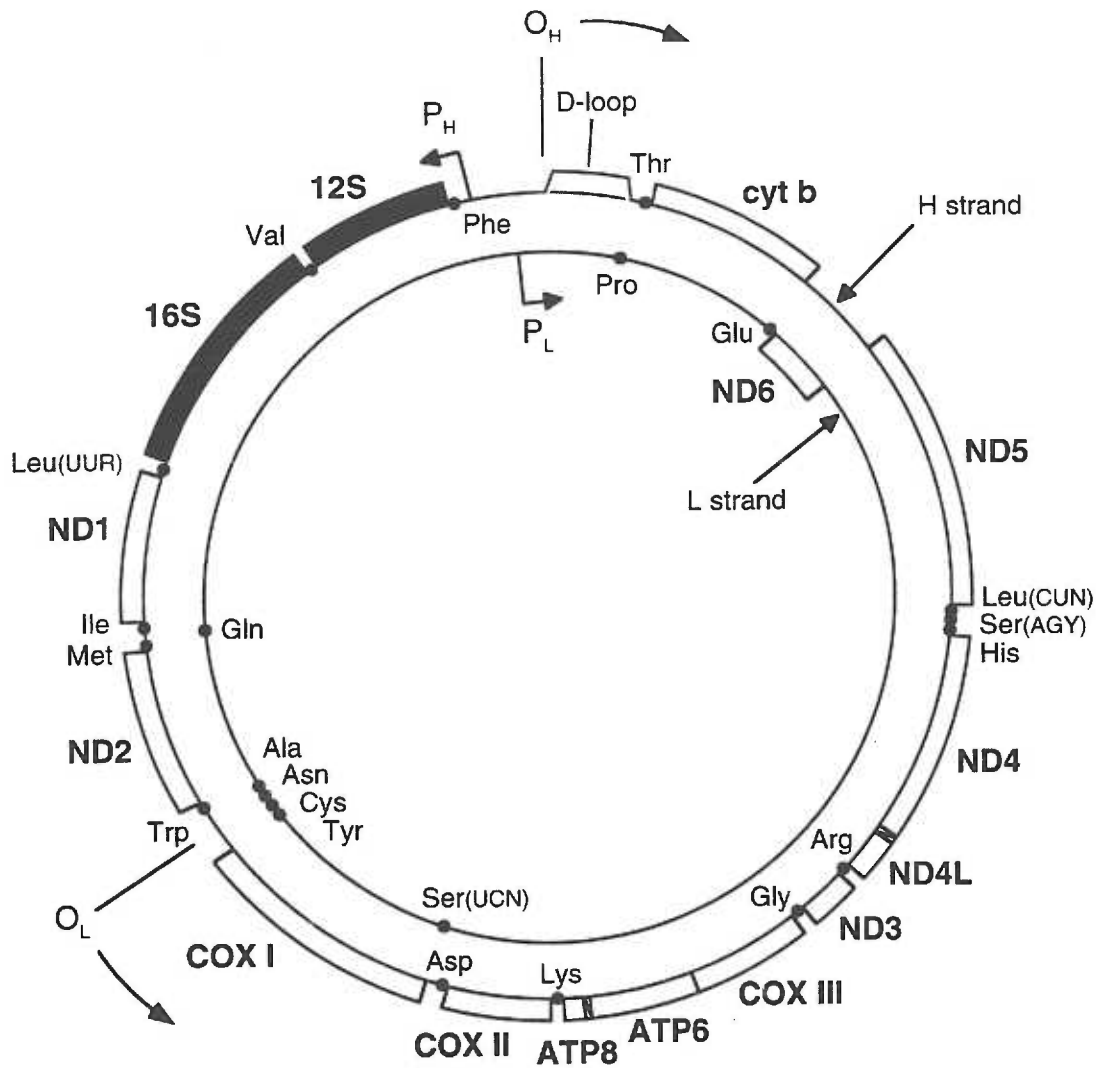 O_H
D-loop
P_H
Thr
12S
cyt b
H strand
Val
Phe
Pro
16S
P_L
Glu
ND6
ND5
Leu(UUR)
L strand
ND1
Leu(CUN)
Ile
Gln
Ser(AGY)
Met
His
ND2
Ala
ND4
Asn
Cys
Trp
Tyr
Arg
ND4L
Ser(UCN)
Gly
O_L
ND3
COX I
Asp
Lys
COX III
COX II
ATP8
ATP6